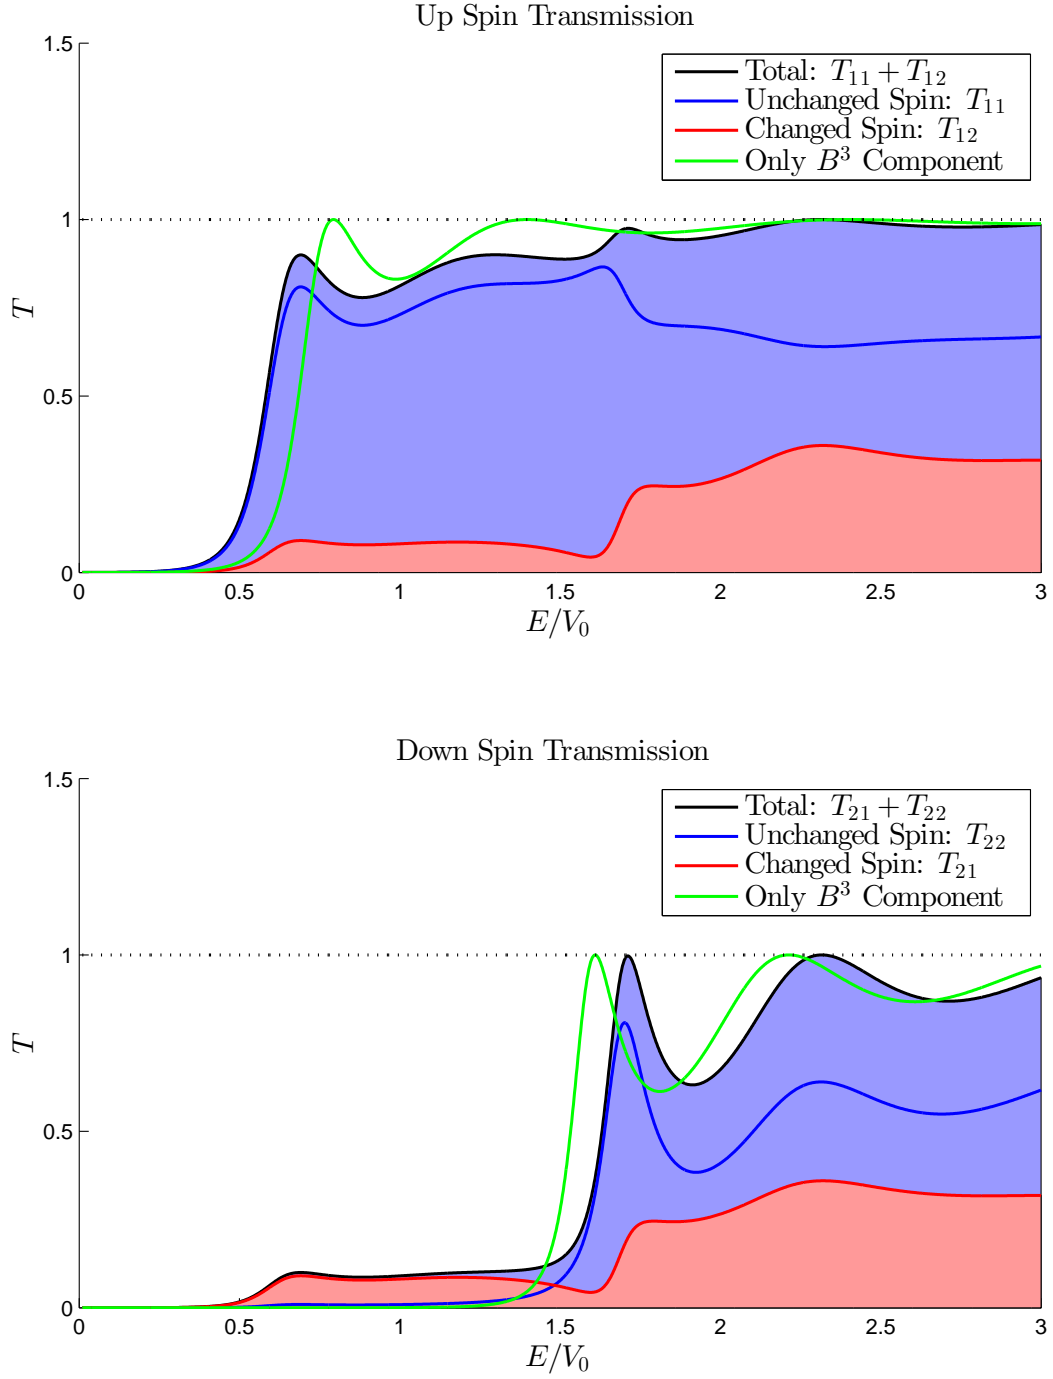 Up Spin Transmission
1.5
Total: T₁₁ + T₁₂
Unchanged Spin: T₁₁
Changed Spin: T₁₂
Only B³ Component
1
T
0.5
0
0 0.5 1 1.5 2 2.5 3
E/V₀
Down Spin Transmission
1.5
Total: T₂₁ + T₂₂
Unchanged Spin: T₂₂
Changed Spin: T₂₁
Only B³ Component
1
T
0.5
0
0 0.5 1 1.5 2 2.5 3
E/V₀